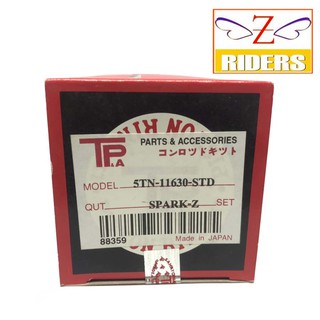 Z
RIDERS
TPiA
PARTS & ACCESSORIES
コンロツドキツト
MODEL 5TN-11630-STD
QUT SPARK-Z SET
88359 Made in JAPAN